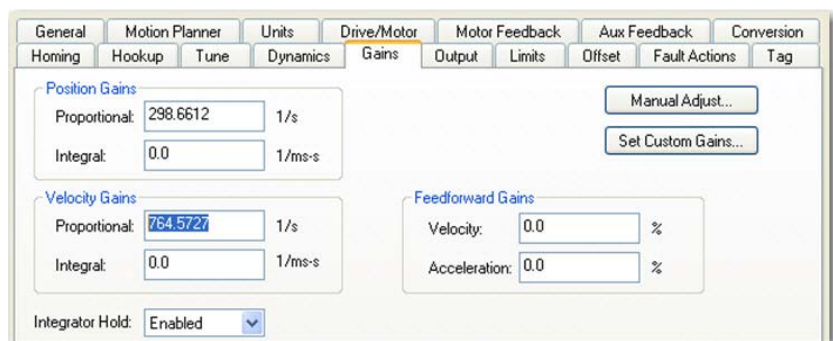 General Motion Planner Units Drive/Motor Motor Feedback Aux Feedback Conversion
Homing Hookup Tune Dynamics Gains Output Limits Offset Fault Actions Tag
Position Gains
Proportional: 298.6612 1/s
Integral: 0.0 1/ms-s
Manual Adjust...
Set Custom Gains...
Velocity Gains
Proportional: 764.5727 1/s
Integral: 0.0 1/ms-s
Feedforward Gains
Velocity: 0.0 %
Acceleration: 0.0 %
Integrator Hold: Enabled